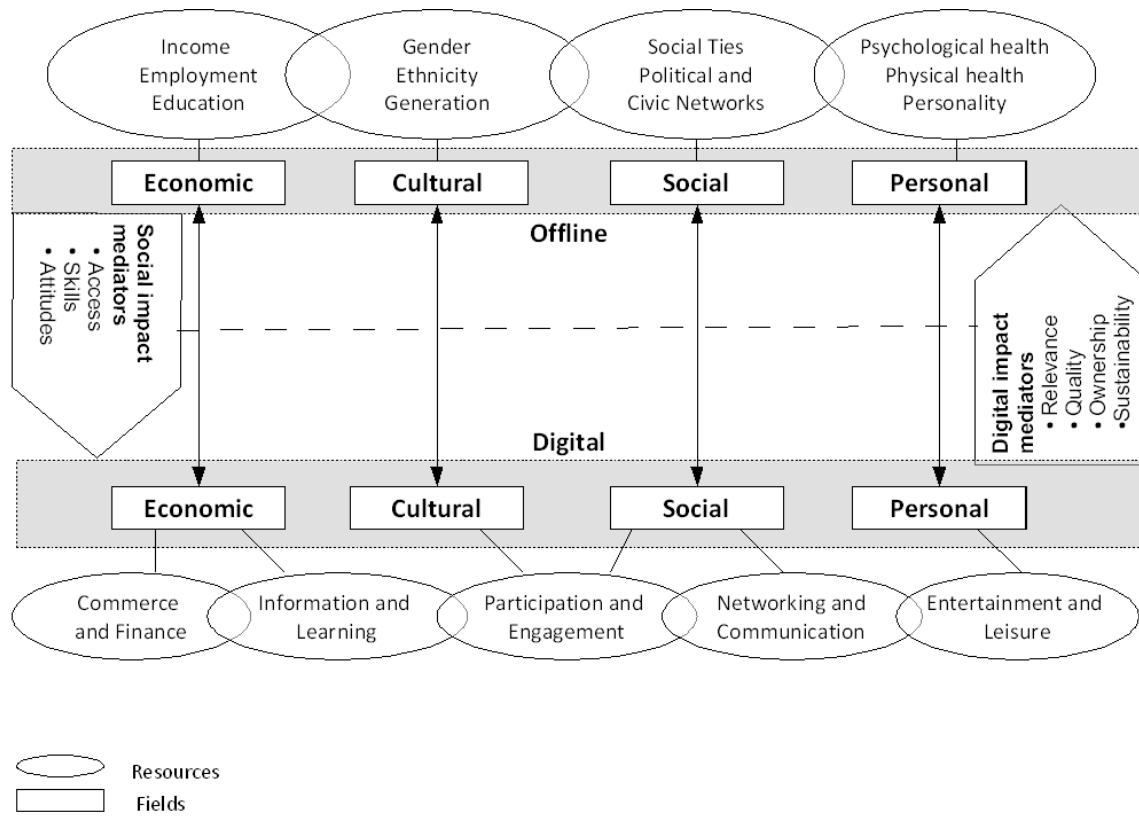 Income
Employment
Education
Gender
Ethnicity
Generation
Social Ties
Political and
Civic Networks
Psychological health
Physical health
Personality
Economic
Cultural
Social
Personal
Offline
Social impact
mediators
• Access
• Skills
• Attitudes
Digital impact
mediators
• Relevance
• Quality
• Ownership
•Sustainability
Digital
Economic
Cultural
Social
Personal
Commerce
and Finance
Information and
Learning
Participation and
Engagement
Networking and
Communication
Entertainment and
Leisure
Resources
Fields